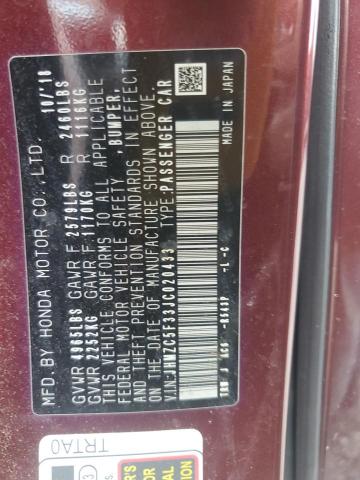 MFD. BY HONDA MOTOR CO., LTD. 10/'18
GVWR 4965LBS GAWR F 2579LBS R 2460LBS
GVWR 2252KG GAWR F 1170KG R 1116KG
THIS VEHICLE CONFORMS TO ALL APPLICABLE
FEDERAL MOTOR VEHICLE SAFETY, BUMPER,
AND THEFT PREVENTION STANDARDS IN EFFECT
ON THE DATE OF MANUFACTURE SHOWN ABOVE.
V.I.N: JHMZC5F33JC020433 TYPE: PASSENGER CAR
MADE IN JAPAN
-I -C
TRTA0